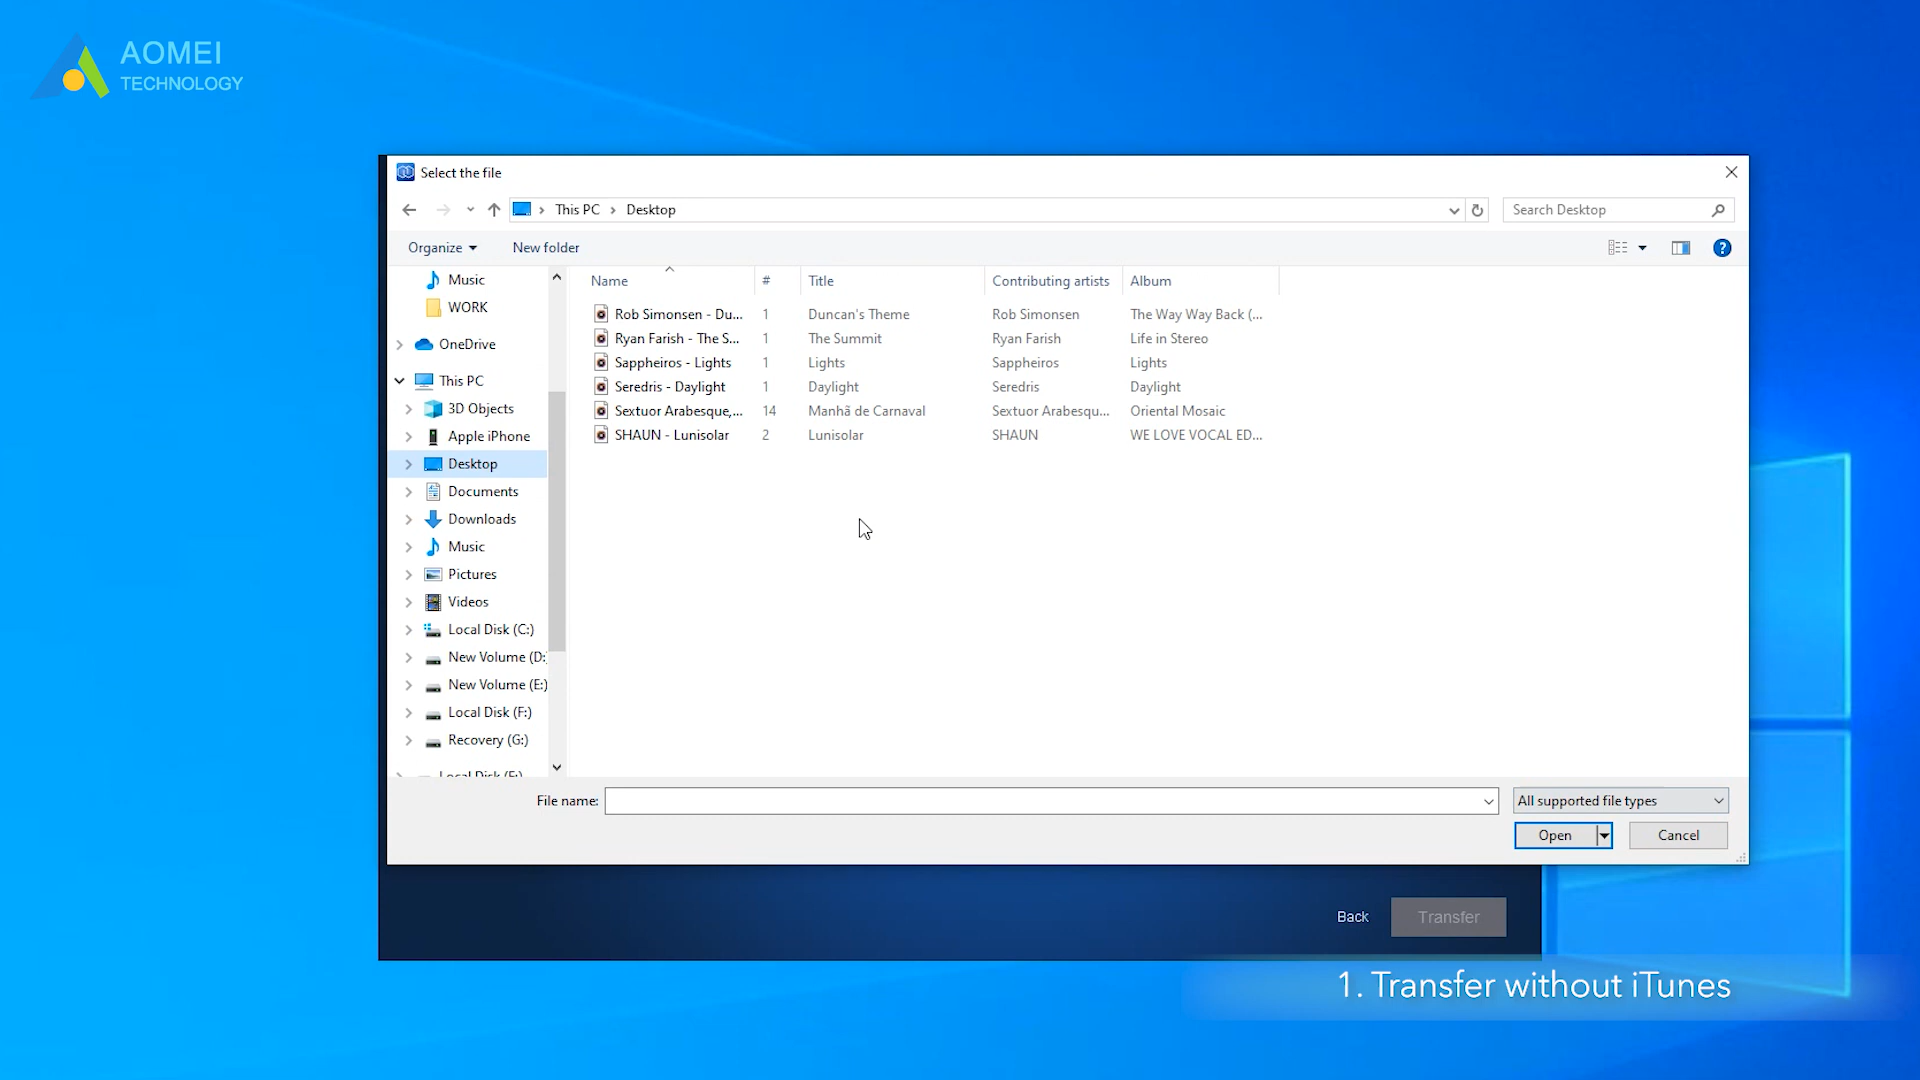 AOMEI
TECHNOLOGY
Select the file
This PC
Desktop
Search Desktop
Organize
New folder
Music
WORK
OneDrive
This PC
3D Objects
Apple iPhone
Desktop
Documents
Downloads
Music
Pictures
Videos
Local Disk (C:)
New Volume (D:
New Volume (E:)
Local Disk (F:)
Recovery (G:)
Local Disk (F:)
Name # Title Contributing artists Album
Rob Simonsen - Du... 1 Duncan's Theme Rob Simonsen The Way Way Back (...
Ryan Farish - The S... 1 The Summit Ryan Farish Life in Stereo
Sappheiros - Lights 1 Lights Sappheiros Lights
Seredris - Daylight 1 Daylight Seredris Daylight
Sextuor Arabesque,... 14 Manhã de Carnaval Sextuor Arabesqu... Oriental Mosaic
SHAUN - Lunisolar 2 Lunisolar SHAUN WE LOVE VOCAL ED...
File name:
All supported file types
Open
Cancel
Back
Transfer
1. Transfer without iTunes